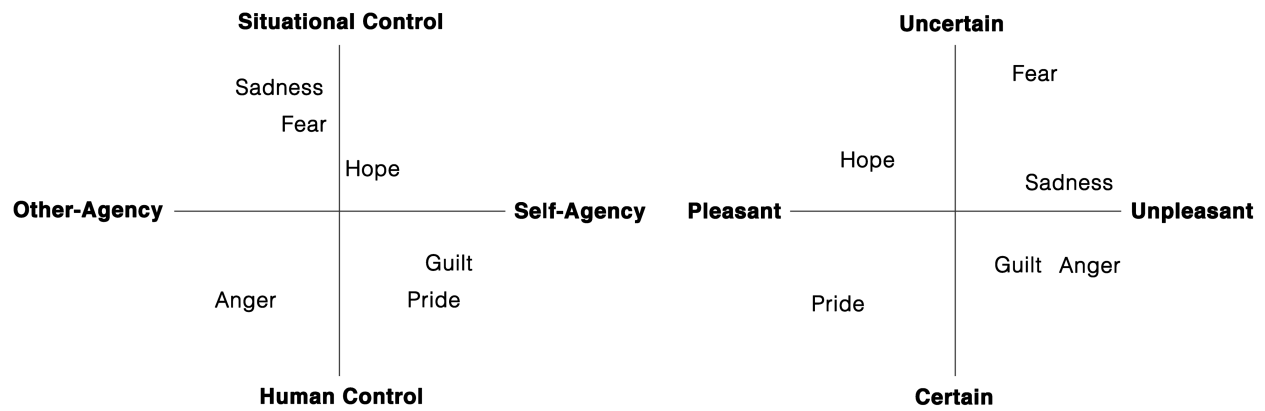 Situational Control
Sadness
Fear
Hope
Other-Agency
Self-Agency
Guilt
Anger
Pride
Human Control
Uncertain
Fear
Hope
Sadness
Pleasant
Unpleasant
Guilt
Anger
Pride
Certain